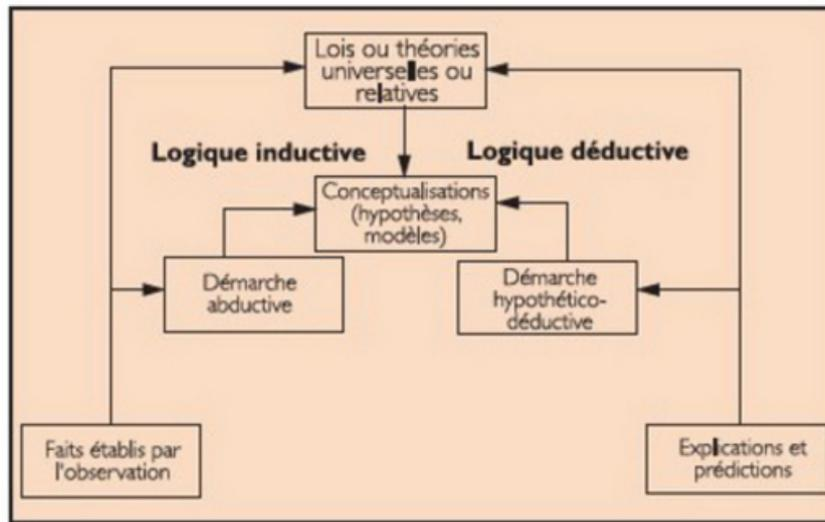 Lois ou théories
universelles ou
relatives
Logique inductive
Logique déductive
Conceptualisations
(hypothèses,
modèles)
Démarche
abductive
Démarche
hypothético-
déductive
Faits établis par
l'observation
Explications et
prédictions